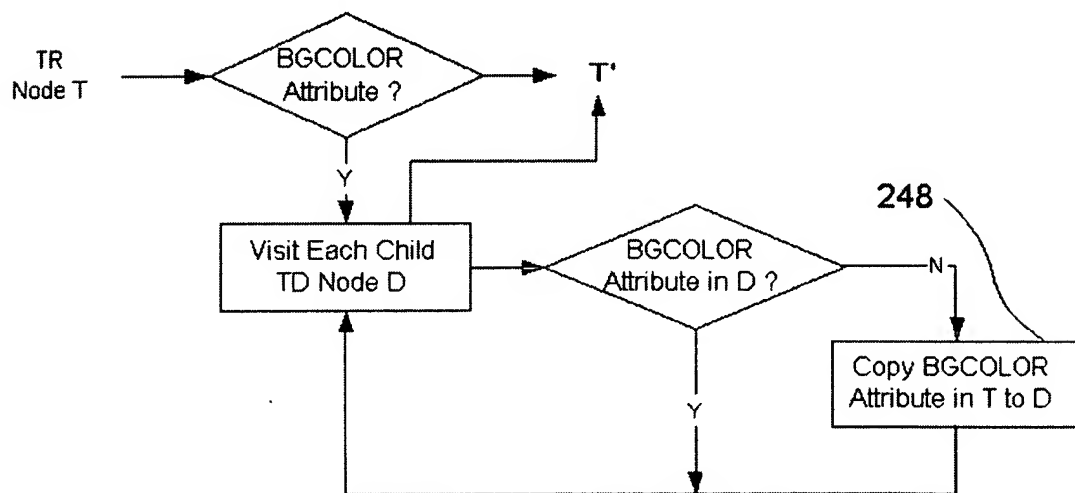 TR
Node T
BGCOLOR
Attribute ?
T'
Y
248
Visit Each Child
TD Node D
BGCOLOR
Attribute in D ?
N
Copy BGCOLOR
Attribute in T to D
Y